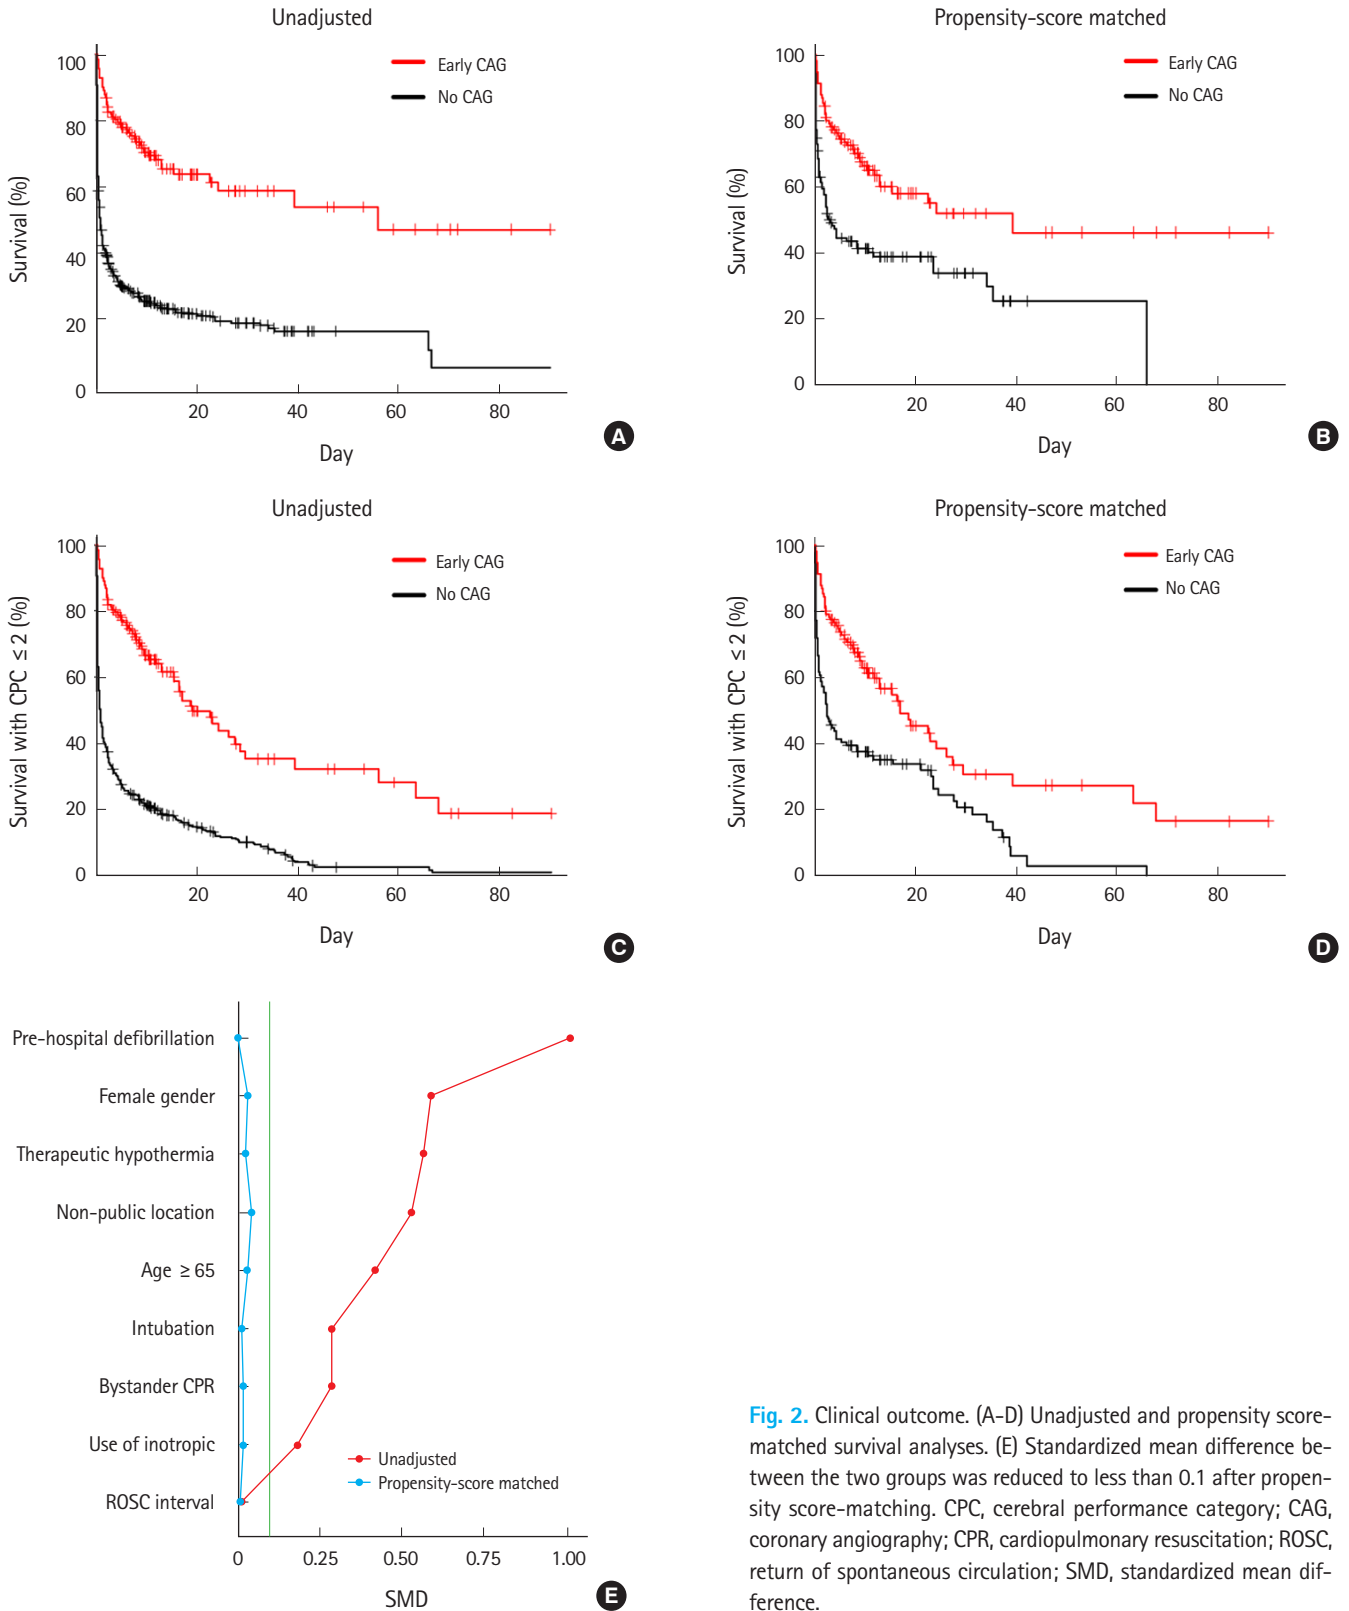 Unadjusted
Survival (%)
100
80
60
40
20
0
20
40
60
80
Day
Early CAG
No CAG
A
Propensity-score matched
Survival (%)
100
80
60
40
20
0
20
40
60
80
Day
Early CAG
No CAG
B
Unadjusted
Survival with CPC ≤ 2 (%)
100
80
60
40
20
0
20
40
60
80
Day
Early CAG
No CAG
C
Propensity-score matched
Survival with CPC ≤ 2 (%)
100
80
60
40
20
0
20
40
60
80
Day
Early CAG
No CAG
D
Pre-hospital defibrillation
Female gender
Therapeutic hypothermia
Non-public location
Age ≥ 65
Intubation
Bystander CPR
Use of inotropic
ROSC interval
Unadjusted
Propensity-score matched
0
0.25
0.50
0.75
1.00
SMD
E
Fig. 2. Clinical outcome. (A-D) Unadjusted and propensity score-
matched survival analyses. (E) Standardized mean difference be-
tween the two groups was reduced to less than 0.1 after propen-
sity score-matching. CPC, cerebral performance category; CAG,
coronary angiography; CPR, cardiopulmonary resuscitation; ROSC,
return of spontaneous circulation; SMD, standardized mean dif-
ference.